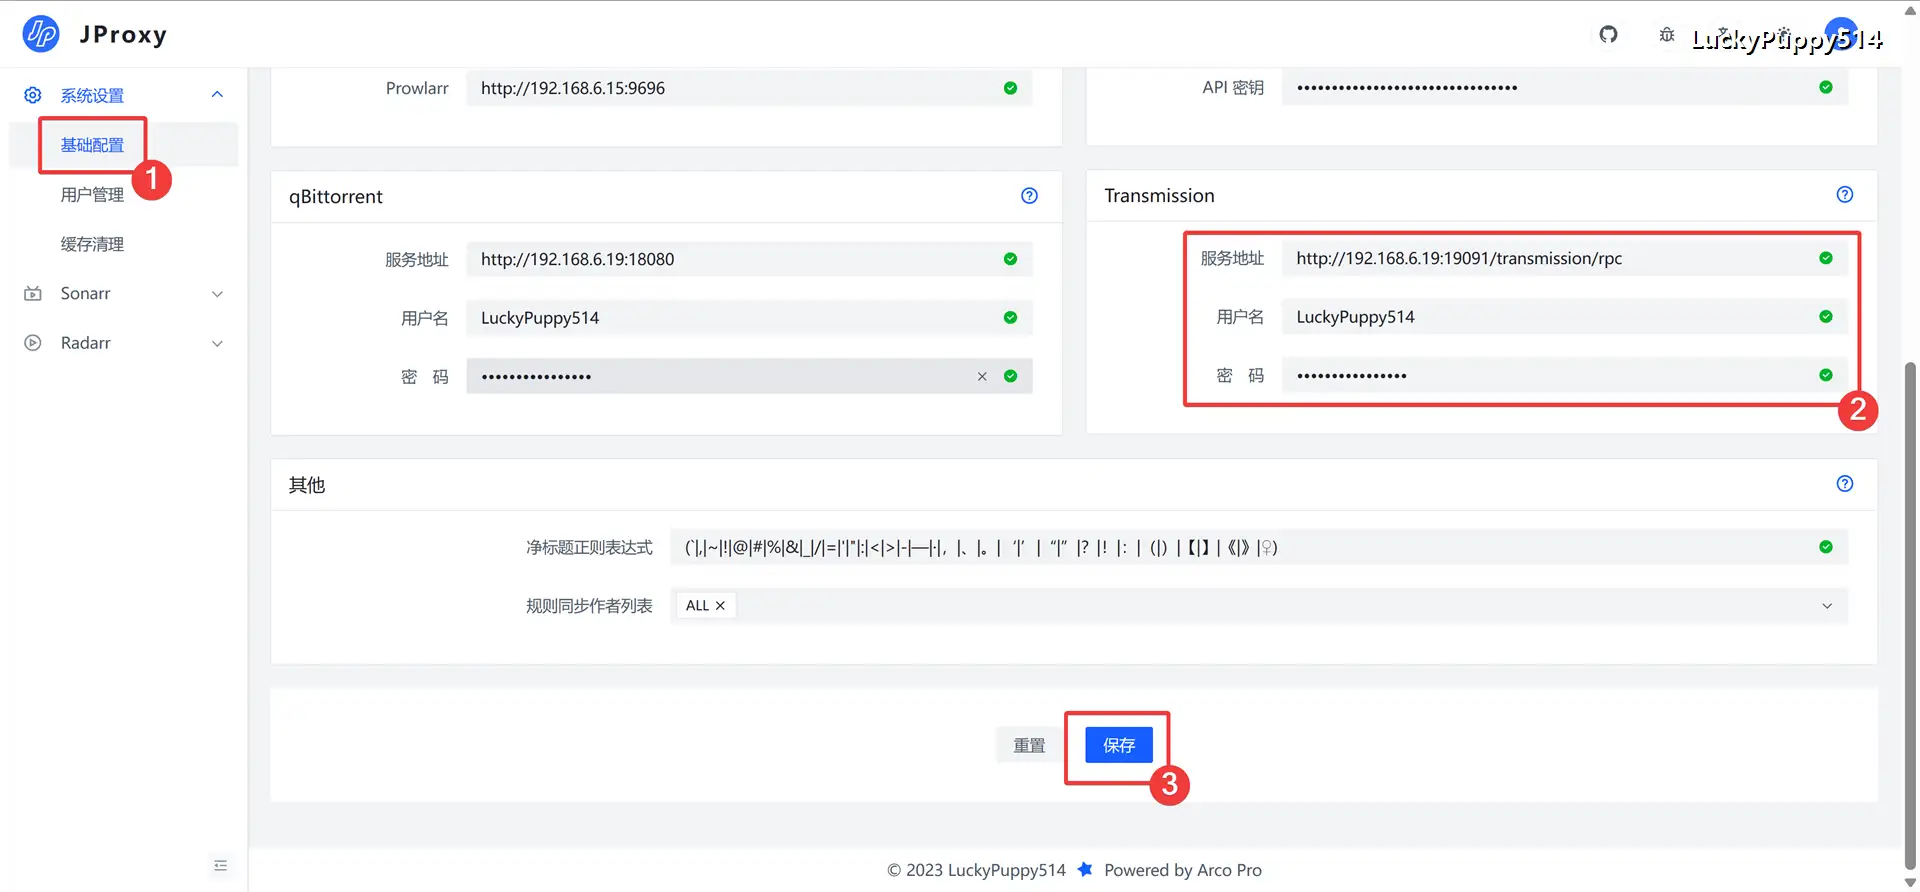 JProxy
LuckyPuppy514
系统设置
基础配置
1
用户管理
缓存清理
Sonarr
Radarr
Prowlarr http://192.168.6.15:9696
API 密钥 ••••••••••••••••••••••••••••••••
qBittorrent
服务地址 http://192.168.6.19:18080
用户名 LuckyPuppy514
密 码 ••••••••••••••••
Transmission
服务地址 http://192.168.6.19:19091/transmission/rpc
用户名 LuckyPuppy514
密 码 ••••••••••••••••
2
其他
净标题正则表达式 (`|,|~|!|@|#|%|&|_|/|=|'|"|:|<|>|-|—|·|，|、|。|‘|’|“|”|？|！|：|（|）|【|】|《|》|♀)
规则同步作者列表 ALL ×
重置
保存
3
© 2023 LuckyPuppy514 Powered by Arco Pro